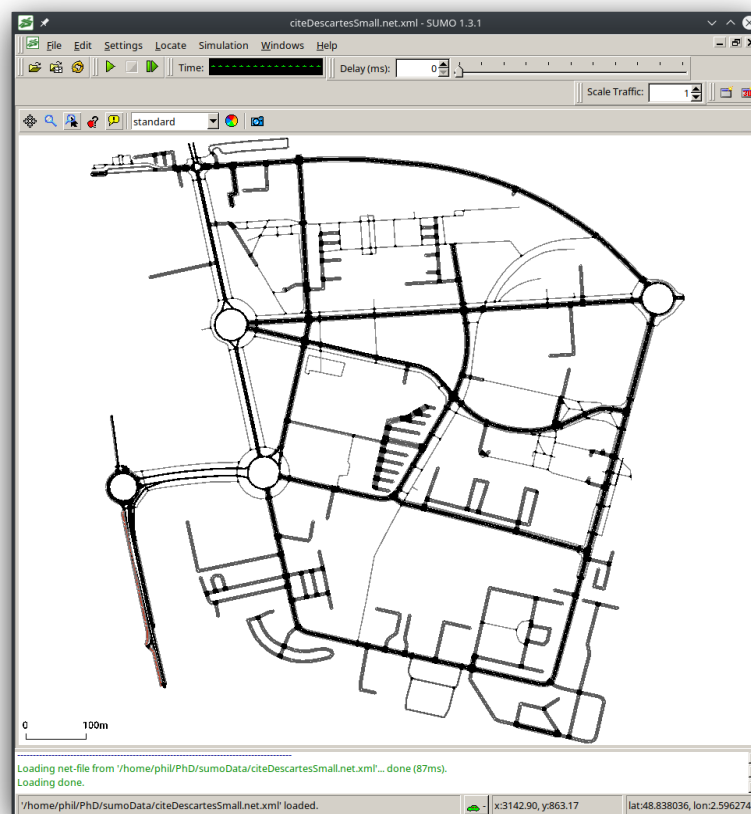 citeDescartesSmall.net.xml - SUMO 1.3.1
File Edit Settings Locate Simulation Windows Help
Time: Delay (ms): 0
Scale Traffic: 1
standard
0 100m
Loading net-file from '/home/phil/PhD/sumoData/citeDescartesSmall.net.xml'... done (87ms).
Loading done.
'/home/phil/PhD/sumoData/citeDescartesSmall.net.xml' loaded. - x:3142.90, y:863.17 lat:48.838036, lon:2.596274